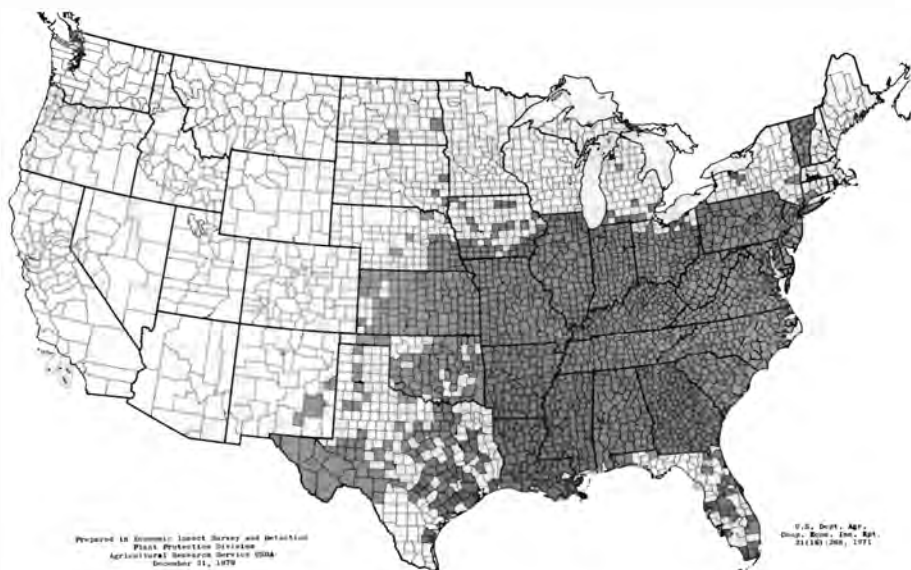 Prepared in Economic Insect Survey and Detection
Plant Protection Division
Agricultural Research Service USDA
December 31, 1970
U.S. Dept. Agr.
Coop. Econ. Ins. Rpt.
21(16):288, 1971